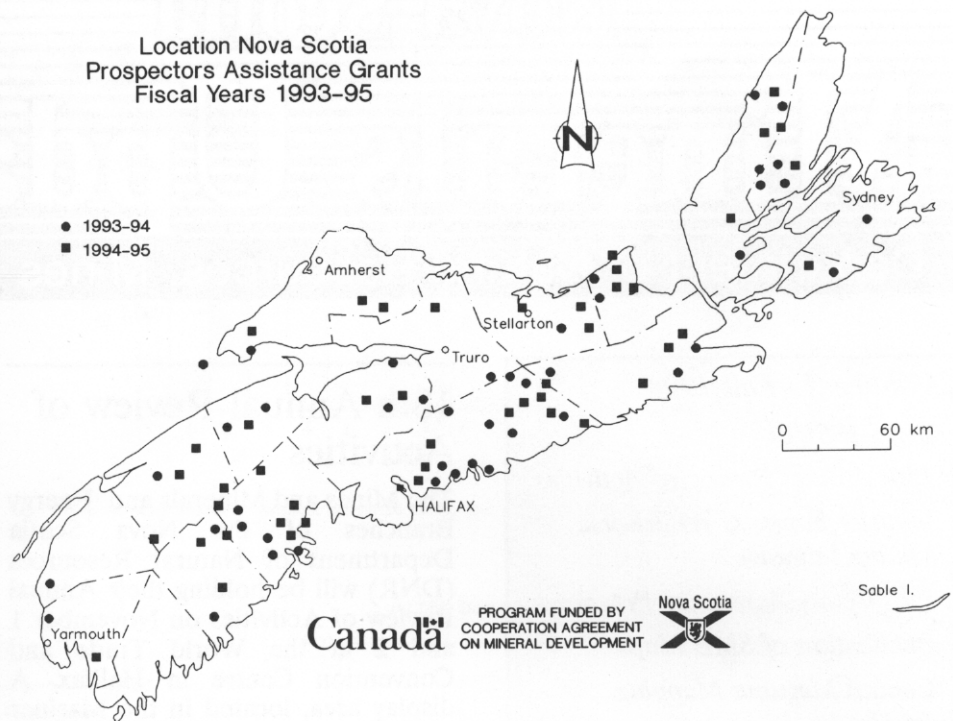 Location Nova Scotia
Prospectors Assistance Grants
Fiscal Years 1993-95
N
1993-94
1994-95
Sydney
Amherst
Stellarton
Truro
0 60 km
HALIFAX
Sable I.
Yarmouth
Canada
PROGRAM FUNDED BY
COOPERATION AGREEMENT
ON MINERAL DEVELOPMENT
Nova Scotia